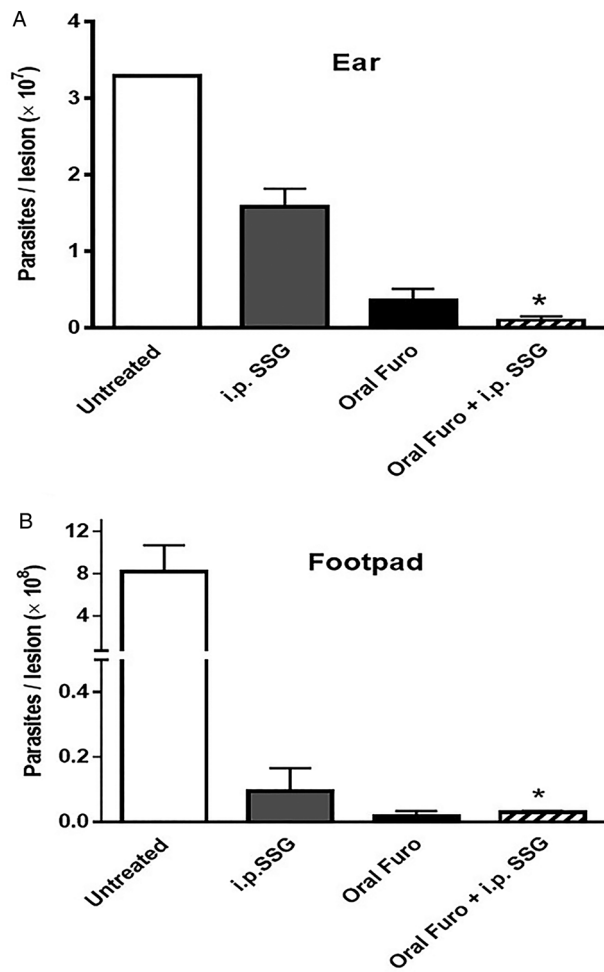 A
Ear
Parasites / lesion (× 10⁷)
4
3
2
1
0
*
Untreated
i.p. SSG
Oral Furo
Oral Furo + i.p. SSG
B
Footpad
Parasites / lesion (× 10⁸)
12
8
4
0.4
0.2
0.0
*
Untreated
i.p.SSG
Oral Furo
Oral Furo + i.p. SSG